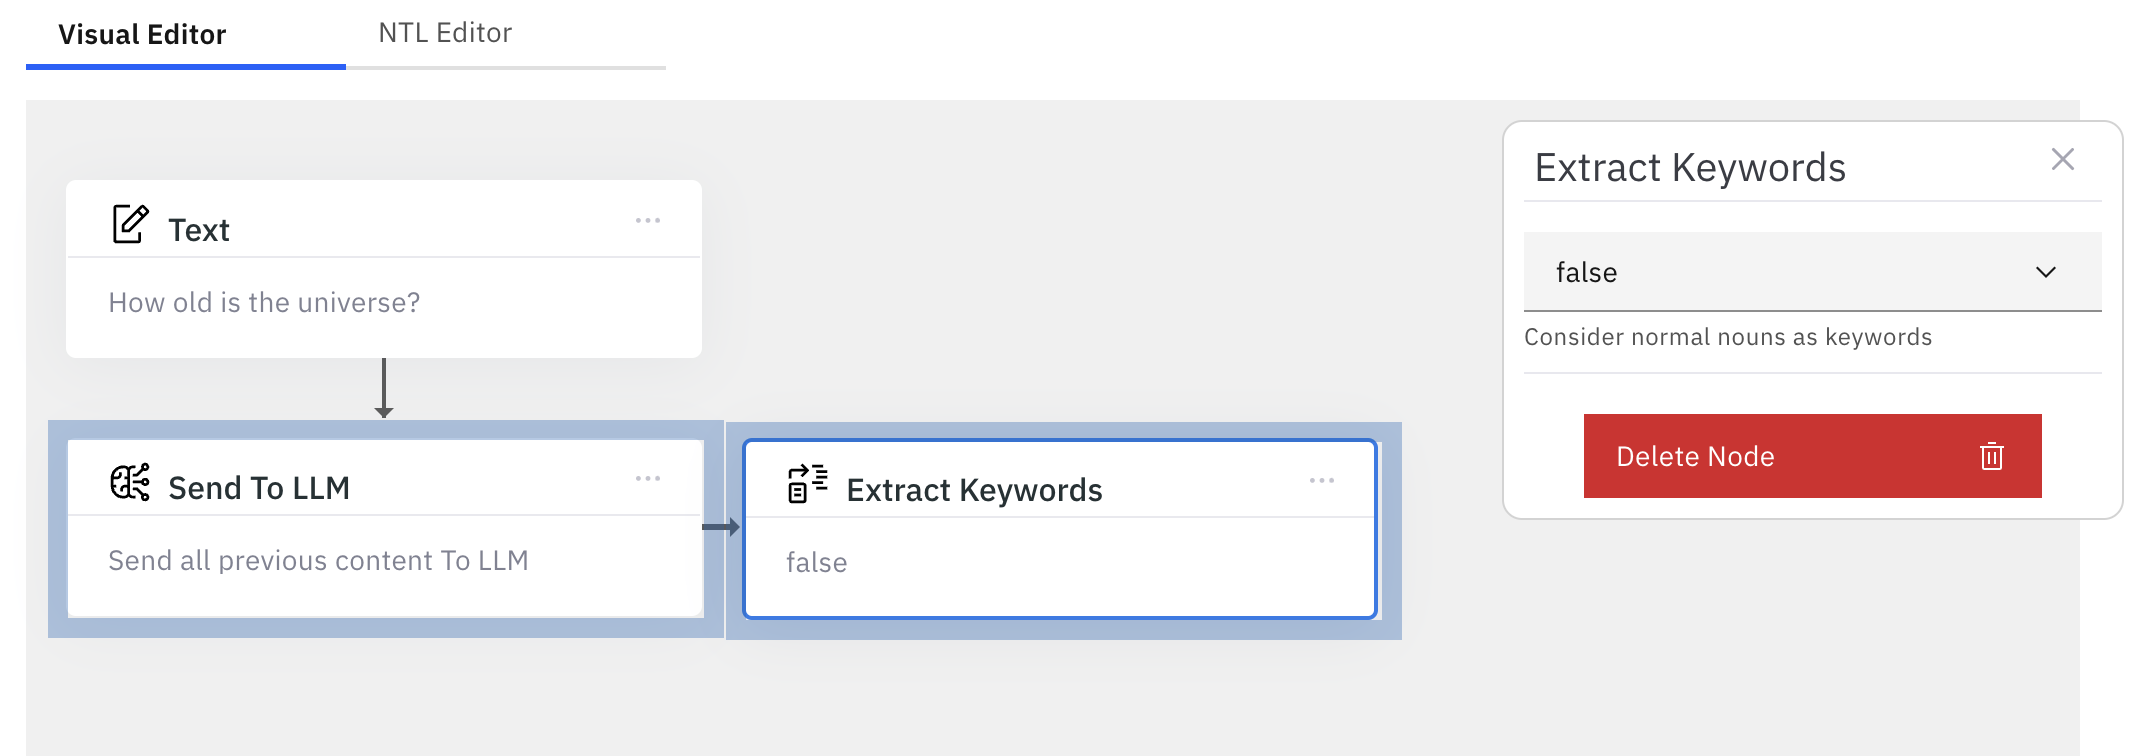 Visual Editor
NTL Editor
Text
How old is the universe?
Send To LLM
Send all previous content To LLM
Extract Keywords
false
Extract Keywords
false
Consider normal nouns as keywords
Delete Node